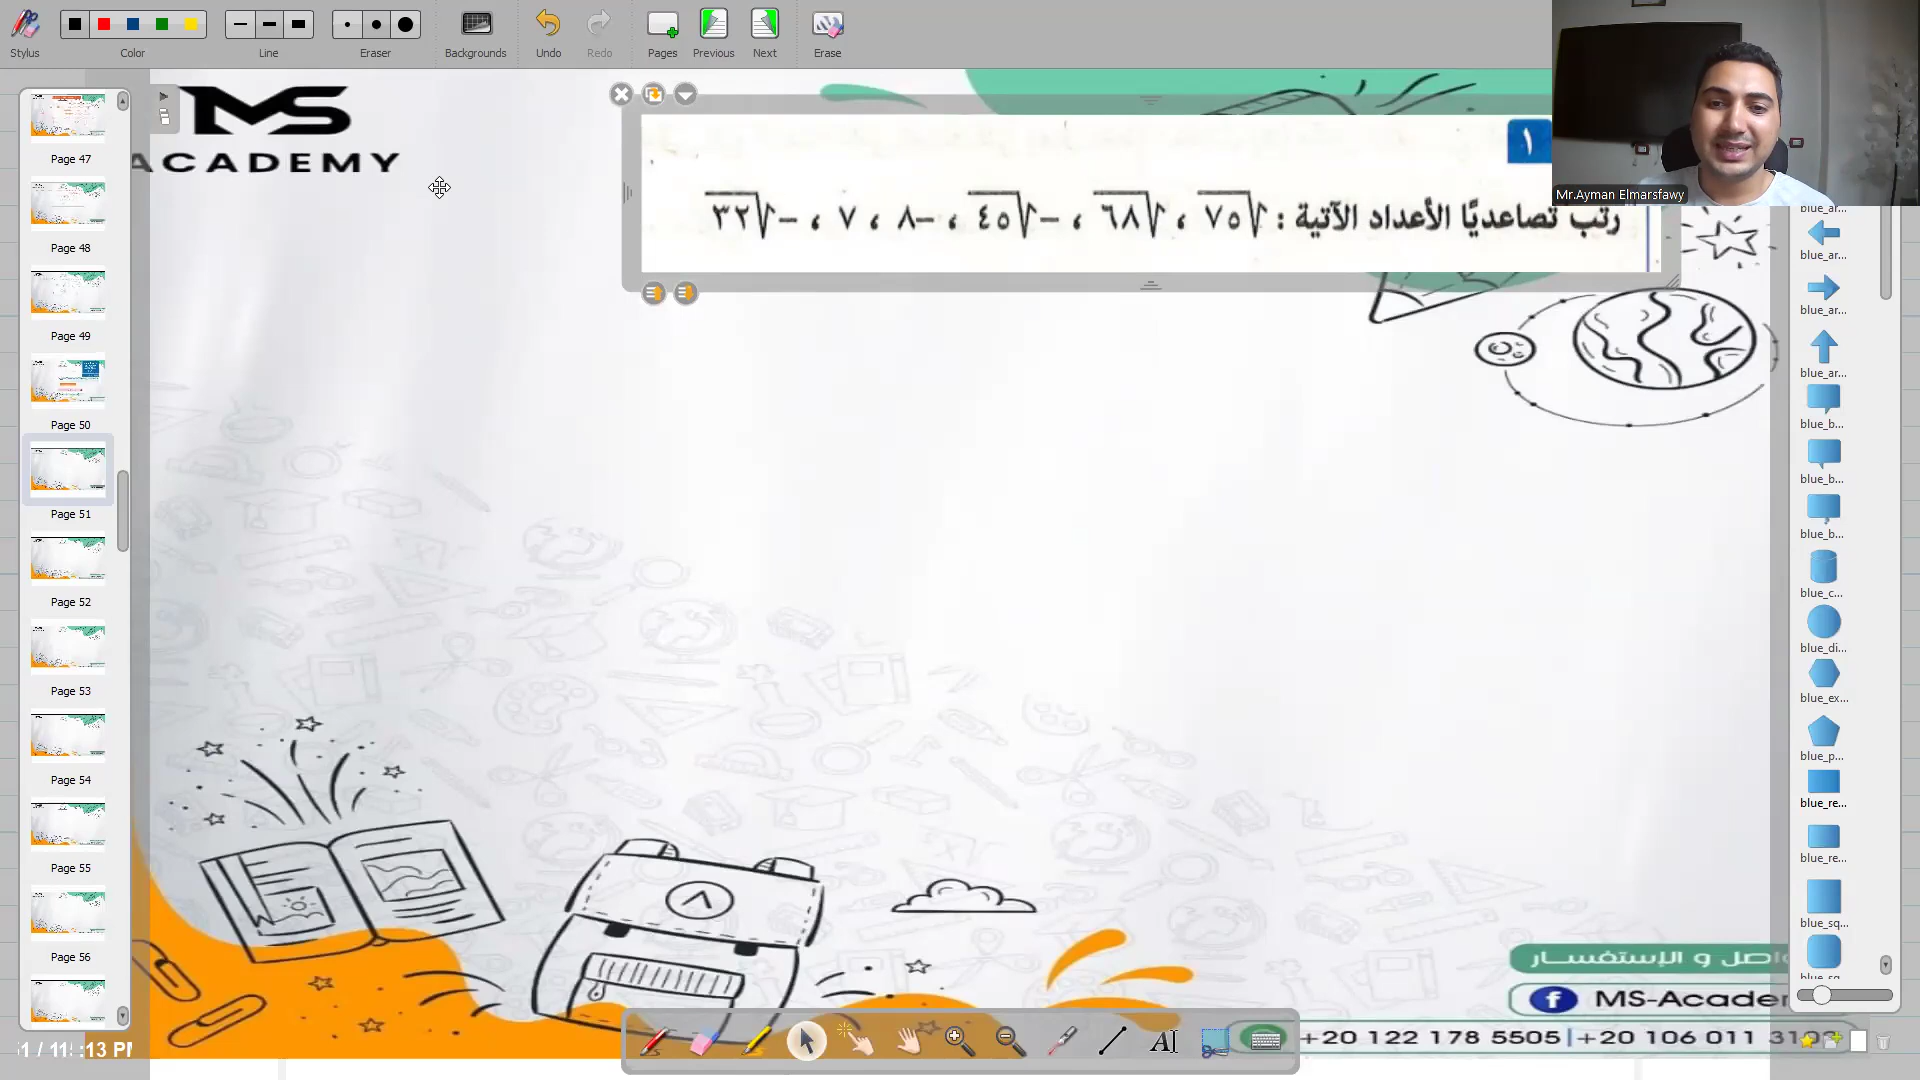 Stylus
Color
Line
Eraser
Backgrounds
Undo
Redo
Pages
Previous
Next
Erase
MS
ACADEMY
١
رتب تصاعديًا الأعداد الآتية : √٧٥ ، √٦٨ ، −√٤٥ ، −٨ ، ٧ ، −√٣٢
Mr.Ayman Elmarsfawy
Page 47
Page 48
Page 49
Page 50
Page 51
Page 52
Page 53
Page 54
Page 55
Page 56
blue_ar...
blue_ar...
blue_ar...
blue_ar...
blue_b...
blue_b...
blue_b...
blue_c...
blue_di...
blue_ex...
blue_p...
blue_re...
blue_re...
blue_sq...
و الإستفسار
MS-Acade
+20 122 178 5505 | +20 106 011 310